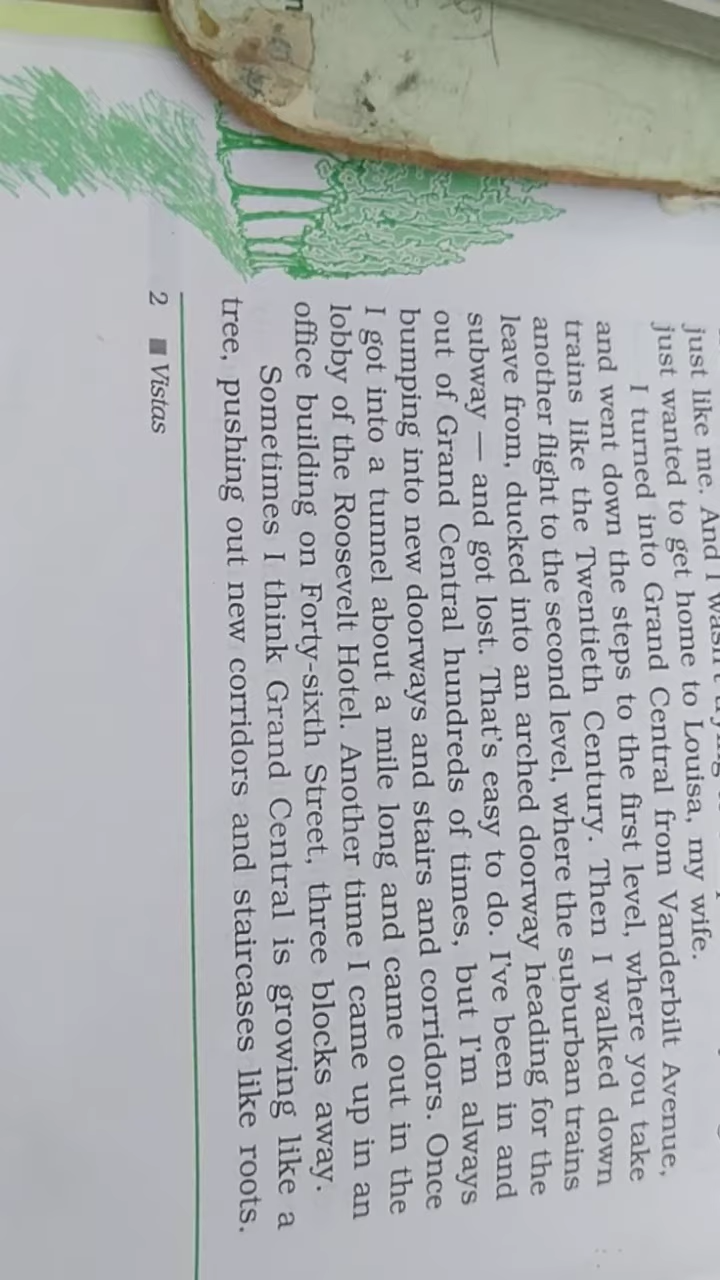 just like me. And I wasn't
just wanted to get home to Louisa, my wife.
I turned into Grand Central from Vanderbilt Avenue,
and went down the steps to the first level, where you take
trains like the Twentieth Century. Then I walked down
another flight to the second level, where the suburban trains
leave from, ducked into an arched doorway heading for the
subway — and got lost. That's easy to do. I've been in and
out of Grand Central hundreds of times, but I'm always
bumping into new doorways and stairs and corridors. Once
I got into a tunnel about a mile long and came out in the
lobby of the Roosevelt Hotel. Another time I came up in an
office building on Forty-sixth Street, three blocks away.
Sometimes I think Grand Central is growing like a
tree, pushing out new corridors and staircases like roots.
2 ■ Vistas